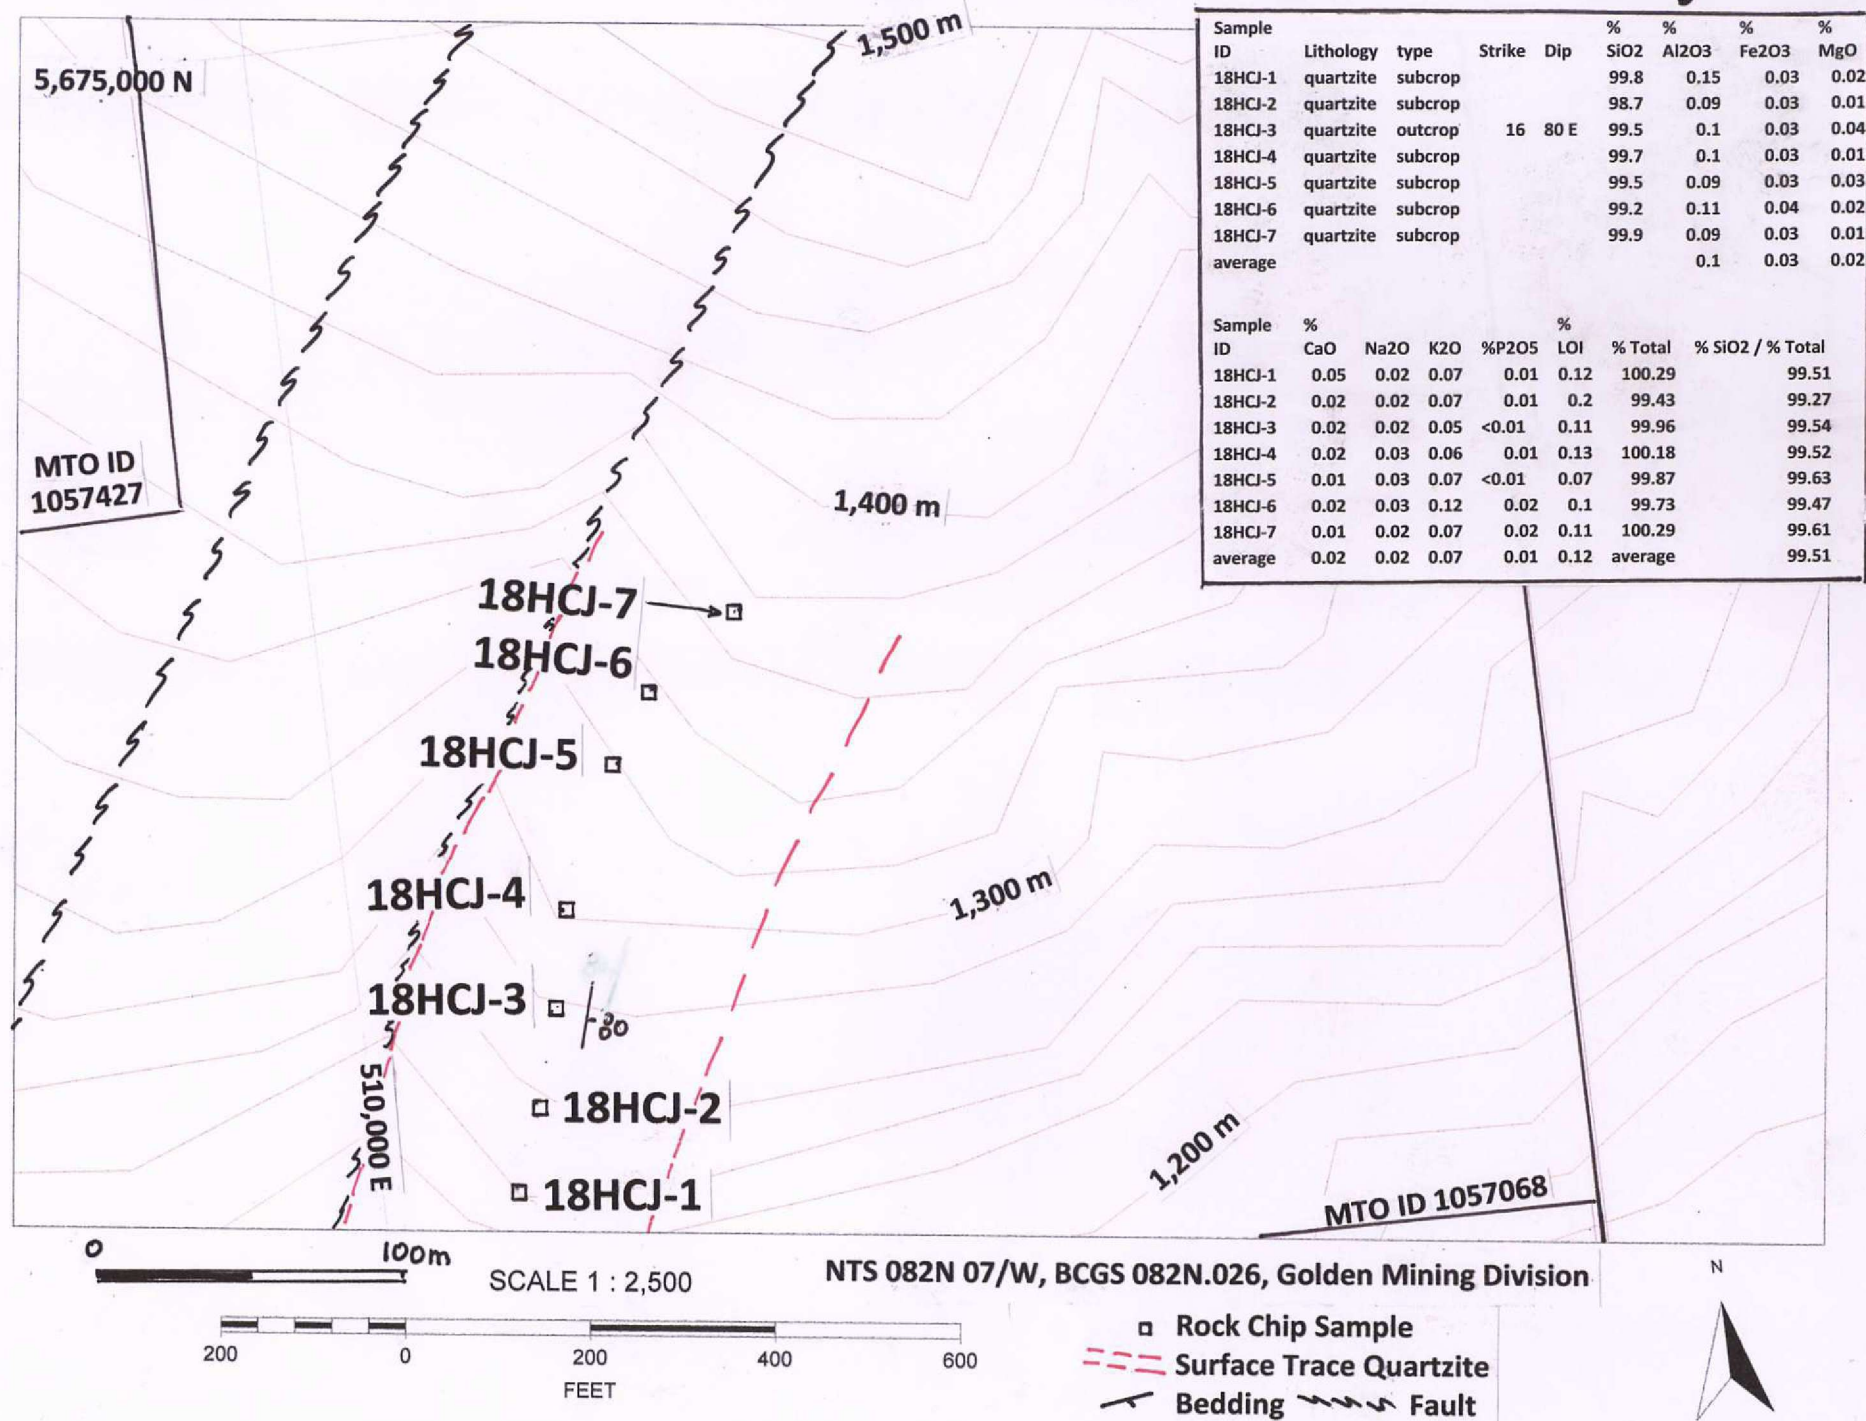 1,500 m
5,675,000 N
Sample % % % %
ID Lithology type Strike Dip SiO2 Al2O3 Fe2O3 MgO
18HCJ-1 quartzite subcrop 99.8 0.15 0.03 0.02
18HCJ-2 quartzite subcrop 98.7 0.09 0.03 0.01
18HCJ-3 quartzite outcrop 16 80 E 99.5 0.1 0.03 0.04
18HCJ-4 quartzite subcrop 99.7 0.1 0.03 0.01
18HCJ-5 quartzite subcrop 99.5 0.09 0.03 0.03
18HCJ-6 quartzite subcrop 99.2 0.11 0.04 0.02
18HCJ-7 quartzite subcrop 99.9 0.09 0.03 0.01
average 0.1 0.03 0.02
Sample % %
ID CaO Na2O K2O %P2O5 LOI % Total % SiO2 / % Total
18HCJ-1 0.05 0.02 0.07 0.01 0.12 100.29 99.51
18HCJ-2 0.02 0.02 0.07 0.01 0.2 99.43 99.27
18HCJ-3 0.02 0.02 0.05 <0.01 0.11 99.96 99.54
18HCJ-4 0.02 0.03 0.06 0.01 0.13 100.18 99.52
18HCJ-5 0.01 0.03 0.07 <0.01 0.07 99.87 99.63
18HCJ-6 0.02 0.03 0.12 0.02 0.1 99.73 99.47
18HCJ-7 0.01 0.02 0.07 0.02 0.11 100.29 99.61
average 0.02 0.02 0.07 0.01 0.12 average 99.51
MTO ID
1057427
1,400 m
18HCJ-7
18HCJ-6
18HCJ-5
18HCJ-4
1,300 m
18HCJ-3
80
510,000 E
18HCJ-2
18HCJ-1
1,200 m
MTO ID 1057068
0 100m
SCALE 1 : 2,500
NTS 082N 07/W, BCGS 082N.026, Golden Mining Division
N
200 0 200 400 600
FEET
Rock Chip Sample
Surface Trace Quartzite
Bedding
Fault